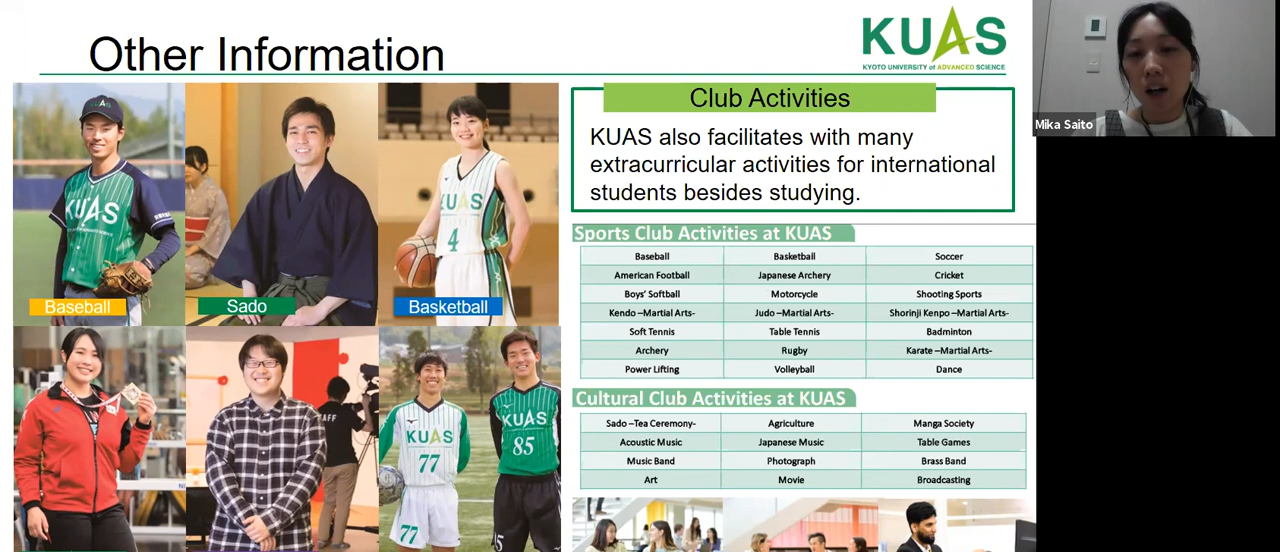 Other Information
KUAS
KYOTO UNIVERSITY of ADVANCED SCIENCE
Mika Saito
KUAS
Baseball
Sado
KUAS
4
Basketball
KUAS
77
77
KUAS
85
STAFF
Club Activities
KUAS also facilitates with many
extracurricular activities for international
students besides studying.
Sports Club Activities at KUAS
Baseball Basketball Soccer
American Football Japanese Archery Cricket
Boys' Softball Motorcycle Shooting Sports
Kendo –Martial Arts- Judo –Martial Arts- Shorinji Kenpo –Martial Arts-
Soft Tennis Table Tennis Badminton
Archery Rugby Karate –Martial Arts-
Power Lifting Volleyball Dance
Cultural Club Activities at KUAS
Sado –Tea Ceremony- Agriculture Manga Society
Acoustic Music Japanese Music Table Games
Music Band Photograph Brass Band
Art Movie Broadcasting